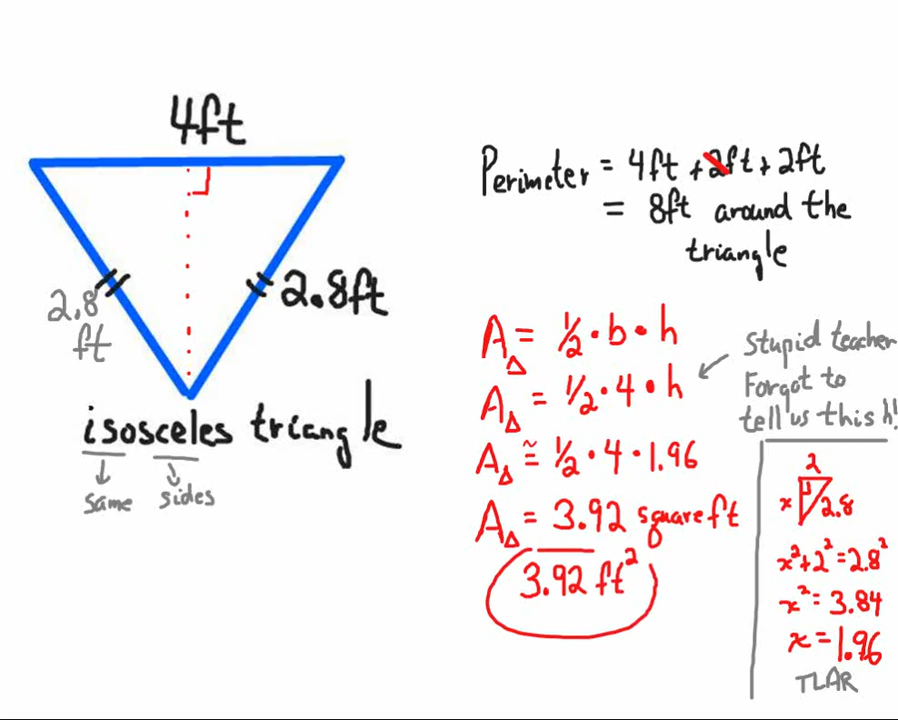 4ft
2.8
ft
2.8ft
isosceles triangle
same sides
Perimeter = 4ft + 2ft + 2ft
= 8ft around the
triangle
A△ = 1/2 • b • h
A△ = 1/2 • 4 • h
A△ ≅ 1/2 • 4 • 1.96
A△ = 3.92 square ft
3.92 ft²
Stupid teacher
Forgot to
tell us this h!
2
x 2.8
x² + 2² = 2.8²
x² = 3.84
x = 1.96
TLAR